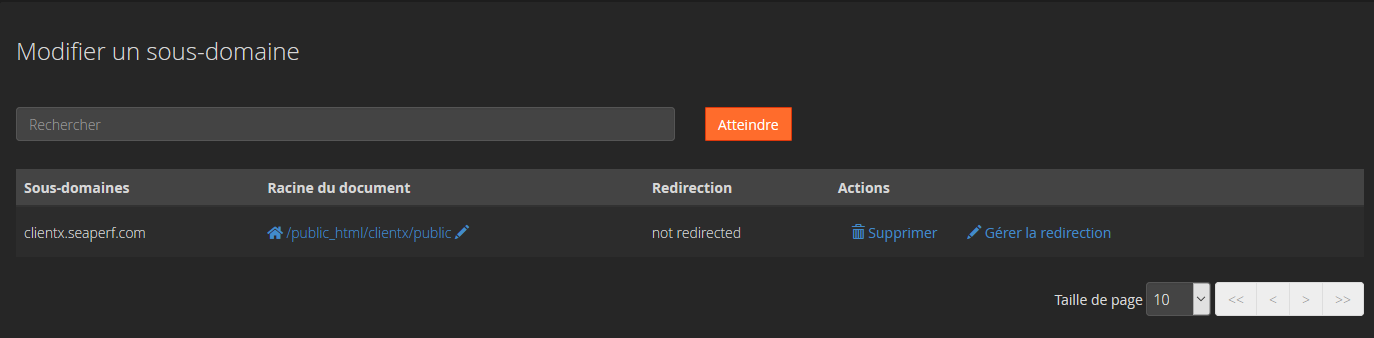 Modifier un sous-domaine
Rechercher
Atteindre
Sous-domaines Racine du document Redirection Actions
clientx.seaperf.com /public_html/clientx/public not redirected Supprimer Gérer la redirection
Taille de page 10 << < > >>